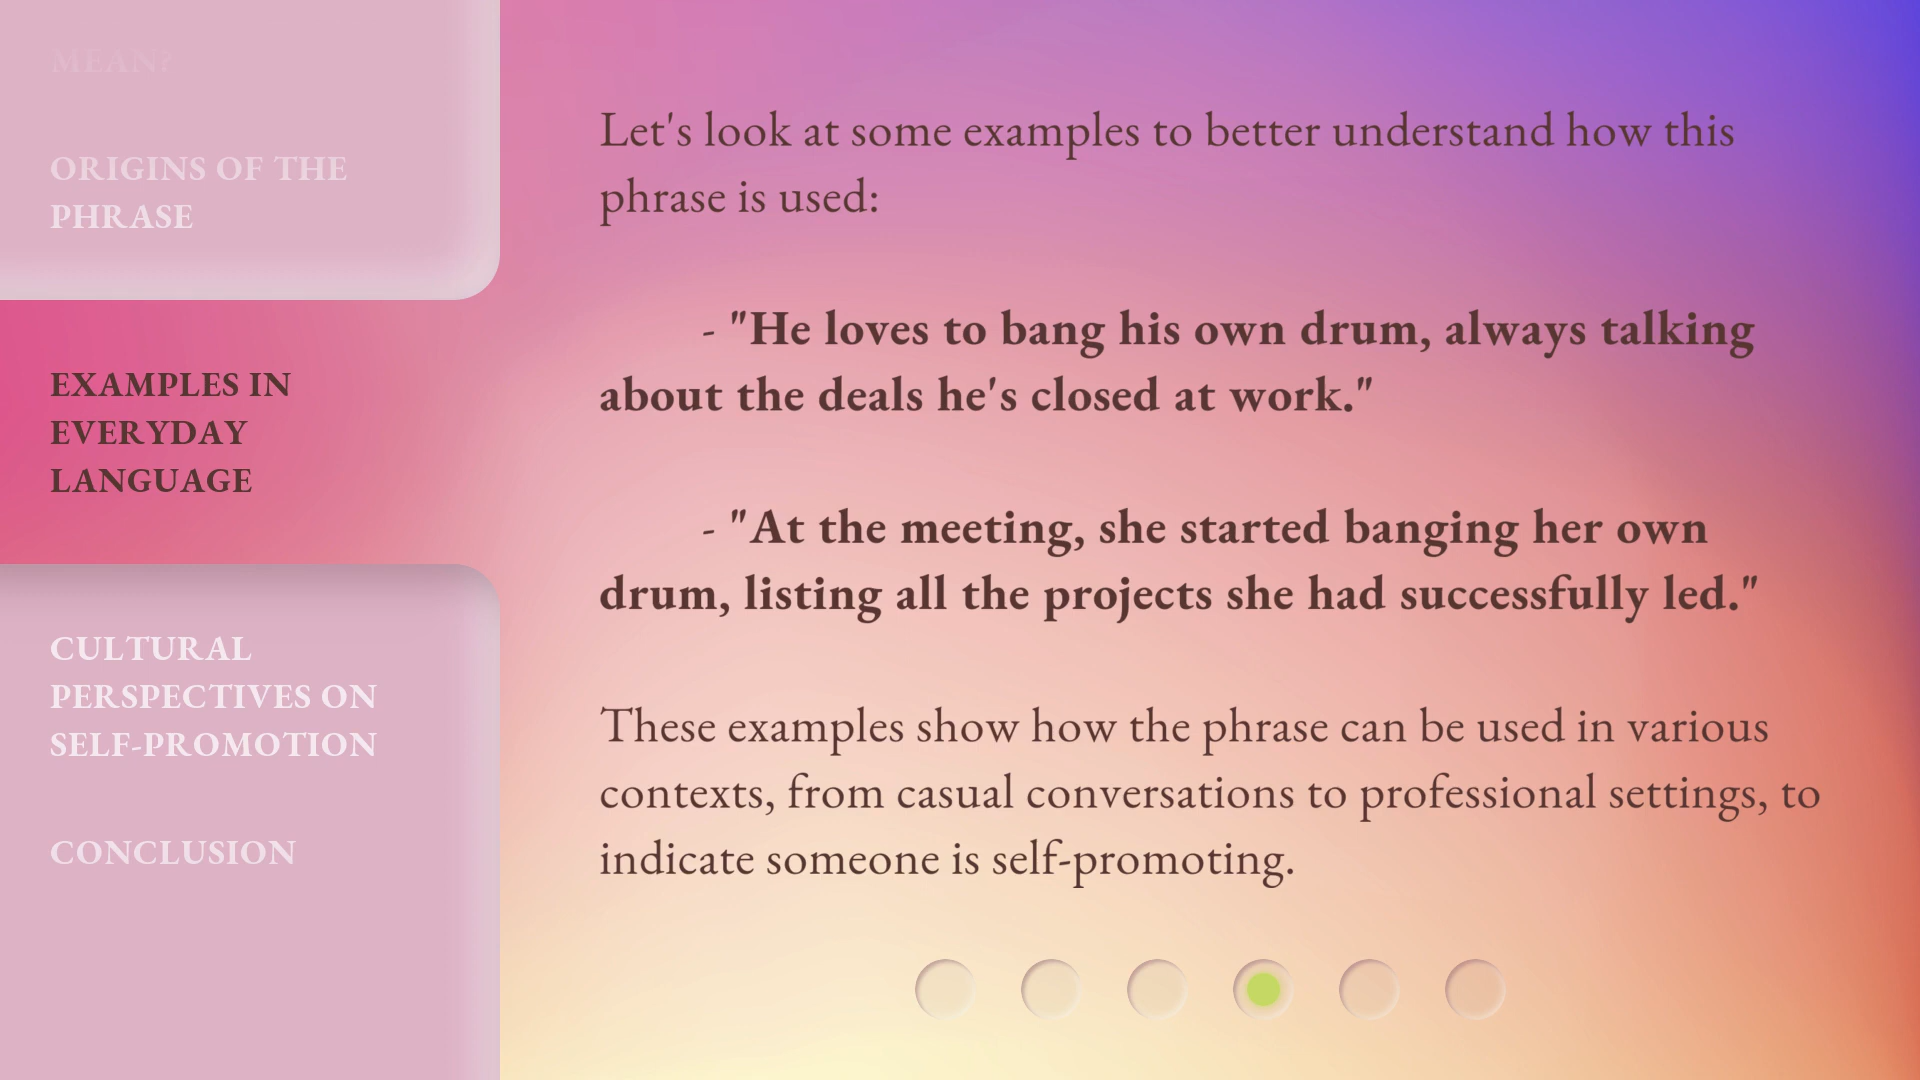 MEAN?
ORIGINS OF THE
PHRASE
EXAMPLES IN
EVERYDAY
LANGUAGE
CULTURAL
PERSPECTIVES ON
SELF-PROMOTION
CONCLUSION
Let's look at some examples to better understand how this
phrase is used:
- "He loves to bang his own drum, always talking
about the deals he's closed at work."
- "At the meeting, she started banging her own
drum, listing all the projects she had successfully led."
These examples show how the phrase can be used in various
contexts, from casual conversations to professional settings, to
indicate someone is self-promoting.